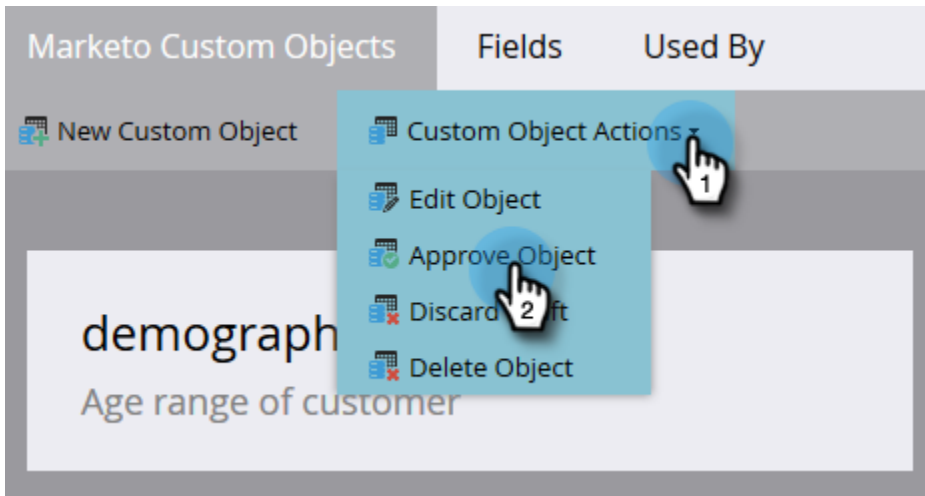 Marketo Custom Objects Fields Used By
New Custom Object Custom Object Actions
1
Edit Object
Approve Object
2
Discard ft
Delete Object
demograph
Age range of customer